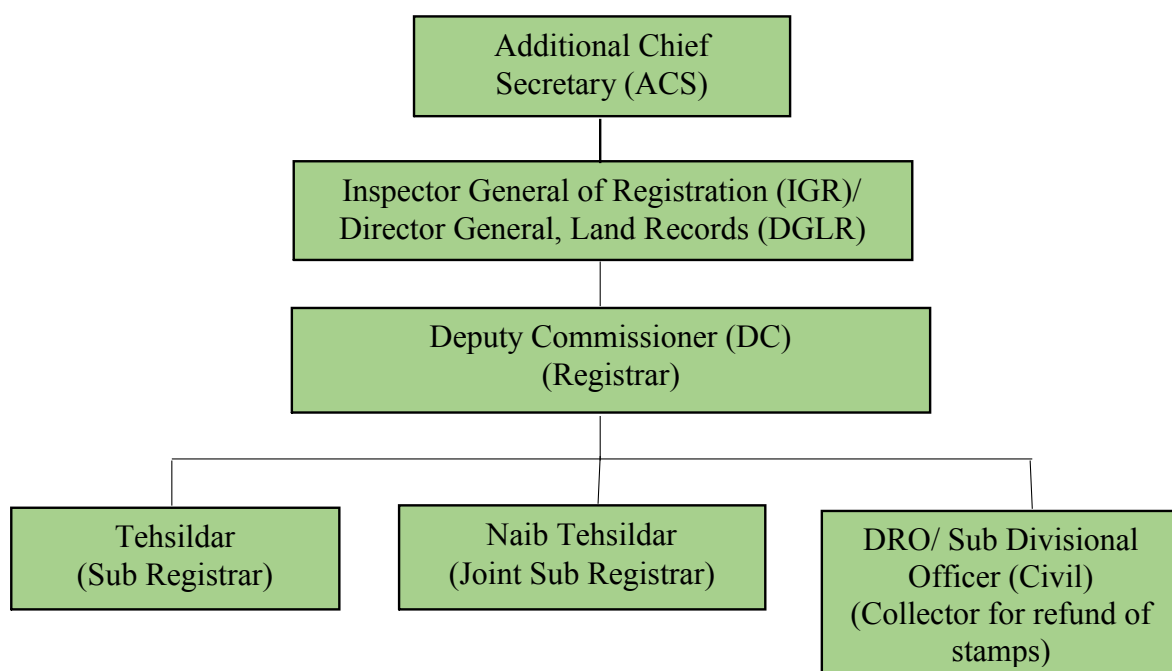 Additional Chief
Secretary (ACS)
Inspector General of Registration (IGR)/
Director General, Land Records (DGLR)
Deputy Commissioner (DC)
(Registrar)
Tehsildar
(Sub Registrar)
Naib Tehsildar
(Joint Sub Registrar)
DRO/ Sub Divisional
Officer (Civil)
(Collector for refund of
stamps)